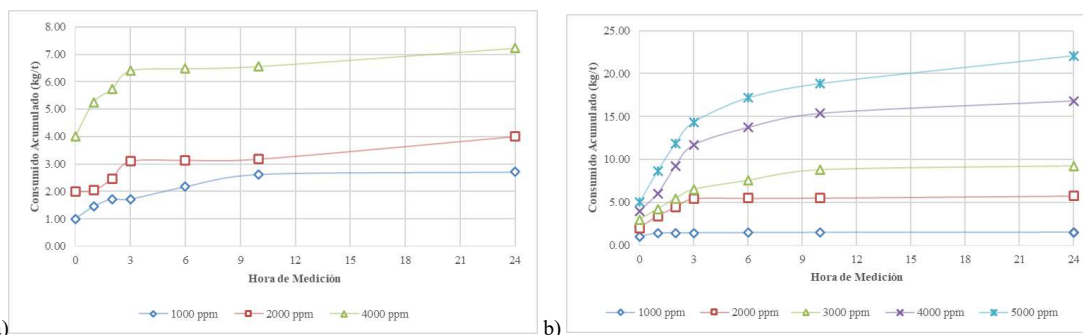 8.00
7.00
6.00
5.00
4.00
3.00
2.00
1.00
0.00
Consumido Acumulado (kg/t)
0 3 6 9 12 15 18 21 24
Hora de Medición
1000 ppm 2000 ppm 4000 ppm
a)
25.00
20.00
15.00
10.00
5.00
0.00
Consumido Acumulado (kg/t)
0 3 6 9 12 15 18 21 24
Hora de Medición
1000 ppm 2000 ppm 3000 ppm 4000 ppm 5000 ppm
b)